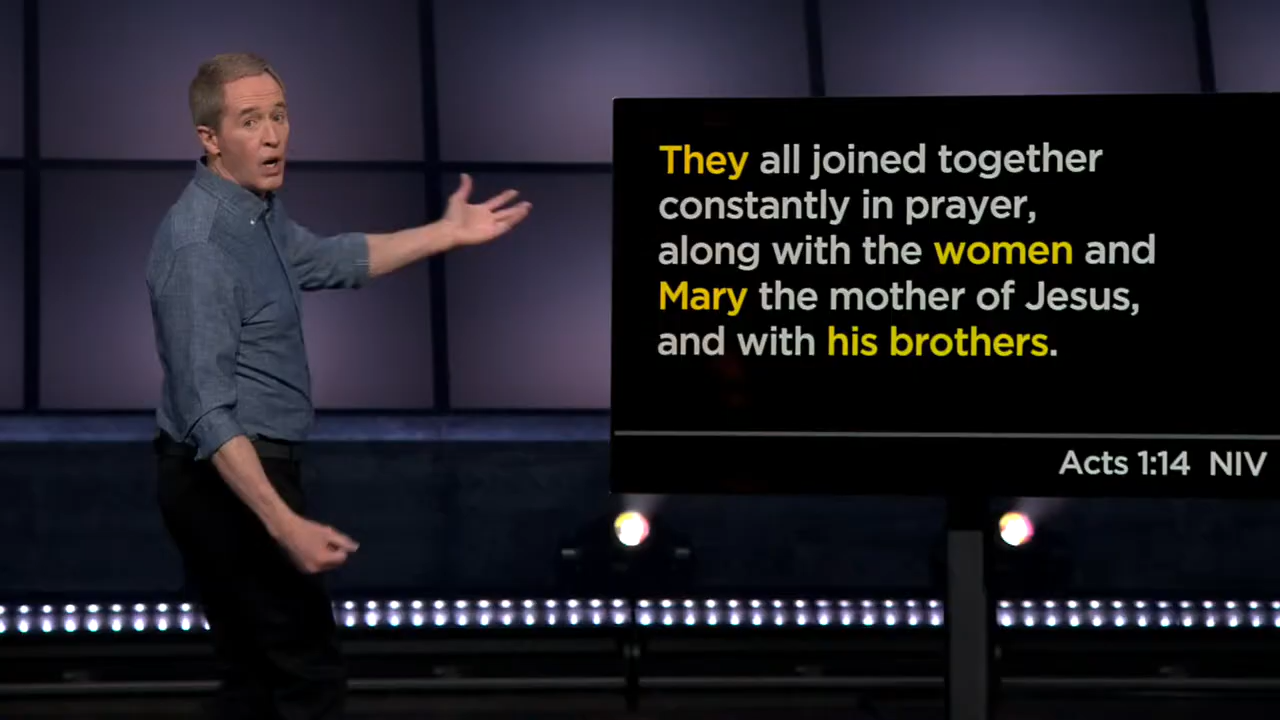 They all joined together
constantly in prayer,
along with the women and
Mary the mother of Jesus,
and with his brothers.
Acts 1:14 NIV